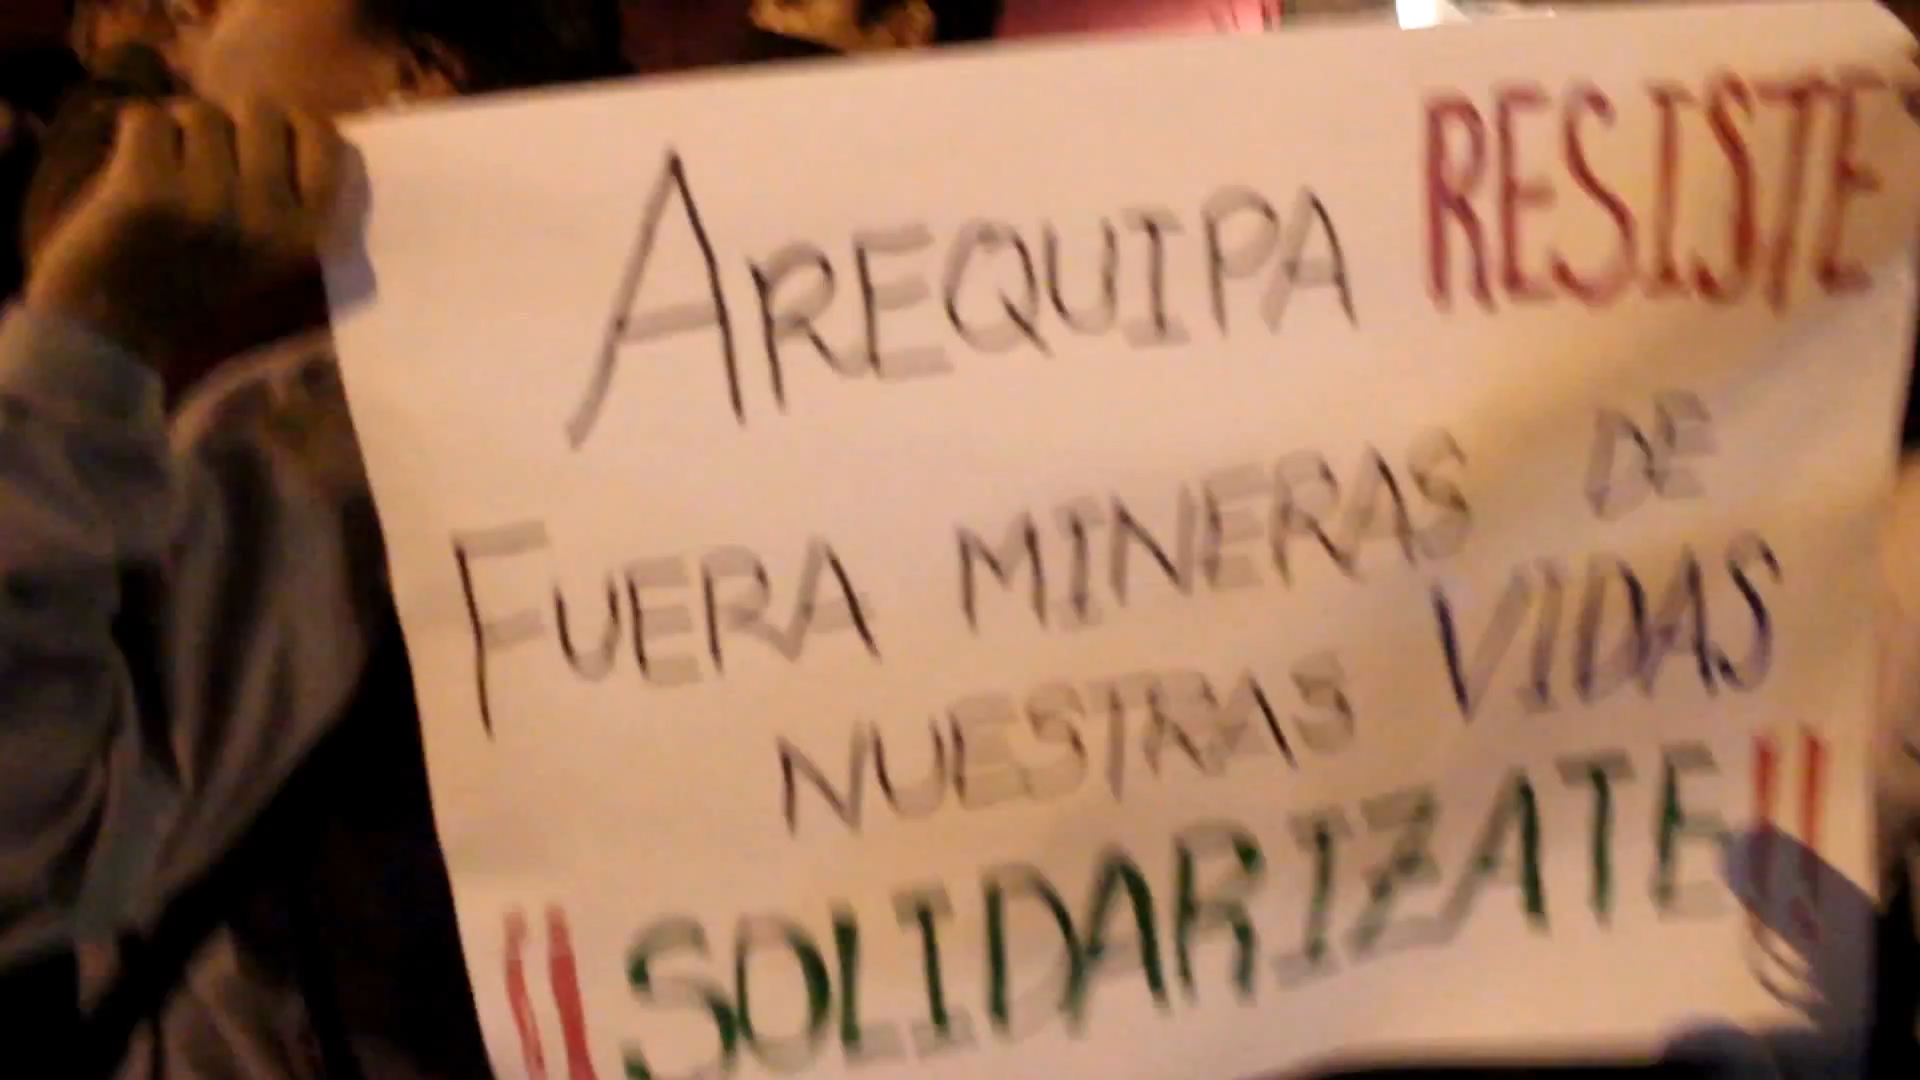 AREQUIPA RESISTE
FUERA MINERAS DE
NUESTRAS VIDAS
!!SOLIDARIZATE!!